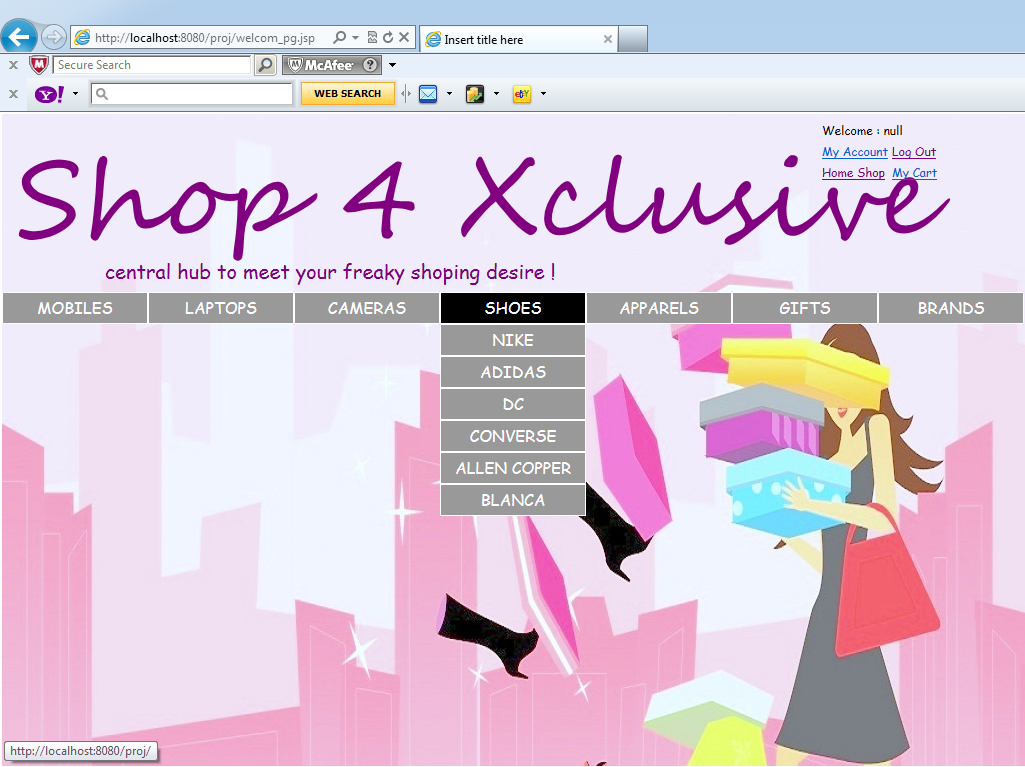 http://localhost:8080/proj/welcom_pg.jsp
Insert title here
Secure Search
McAfee
Y!
WEB SEARCH
ebY
Welcome : null
My Account Log Out
Home Shop My Cart
Shop 4 Xclusive
central hub to meet your freaky shoping desire !
MOBILES LAPTOPS CAMERAS SHOES APPARELS GIFTS BRANDS
NIKE
ADIDAS
DC
CONVERSE
ALLEN COPPER
BLANCA
http://localhost:8080/proj/